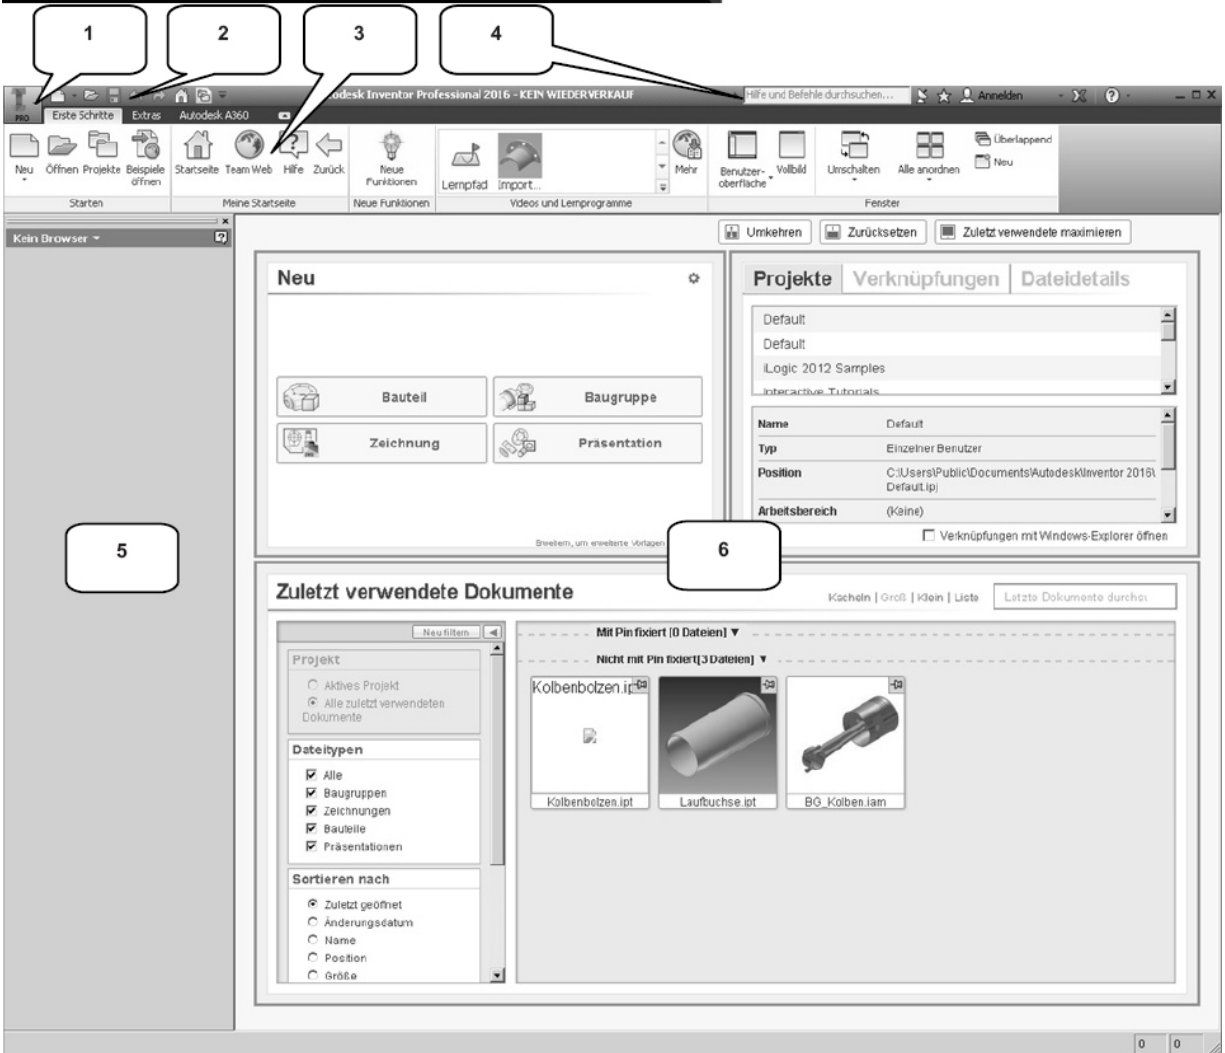 1
2
3
4
PRO
desk Inventor Professional 2016 - KEIN WIEDERVERKAUF
Hilfe und Befehle durchsuchen...
Anmelden
Erste Schritte
Extras
Autodesk A360
Neu
Öffnen
Projekte
Beispiele öffnen
Startseite
Team Web
Hilfe
Zurück
Neue Funktionen
Lernpfad
Import...
Mehr
Benutzer-
oberfläche
Vollbild
Umschalten
Alle anordnen
Überlappend
Neu
Starten
Meine Startseite
Neue Funktionen
Videos und Lernprogramme
Fenster
Kein Browser
Umkehren
Zurücksetzen
Zuletzt verwendete maximieren
Neu
Bauteil
Baugruppe
Zeichnung
Präsentation
Erweitern, um erweiterte Vorlagen
Projekte
Verknüpfungen
Dateidetails
Default
Default
iLogic 2012 Samples
Interactive Tutorials
Name Default
Typ Einzelner Benutzer
Position C:\Users\Public\Documents\Autodesk\Inventor 2016\
Default.ipj
Arbeitsbereich (Keine)
Verknüpfungen mit Windows-Explorer öffnen
5
6
Zuletzt verwendete Dokumente
Kacheln | Groß | Klein | Liste
Letzte Dokumente durchsu
Neu filtern
Projekt
Aktives Projekt
Alle zuletzt verwendeten
Dokumente
Dateitypen
Alle
Baugruppen
Zeichnungen
Bauteile
Präsentationen
Sortieren nach
Zuletzt geöffnet
Änderungsdatum
Name
Position
Größe
Mit Pin fixiert [0 Dateien] ▼
Nicht mit Pin fixiert[3 Dateien] ▼
Kolbenbolzen.ip
Kolbenbolzen.ipt
Laufbuchse.ipt
BG_Kolben.iam
0 0